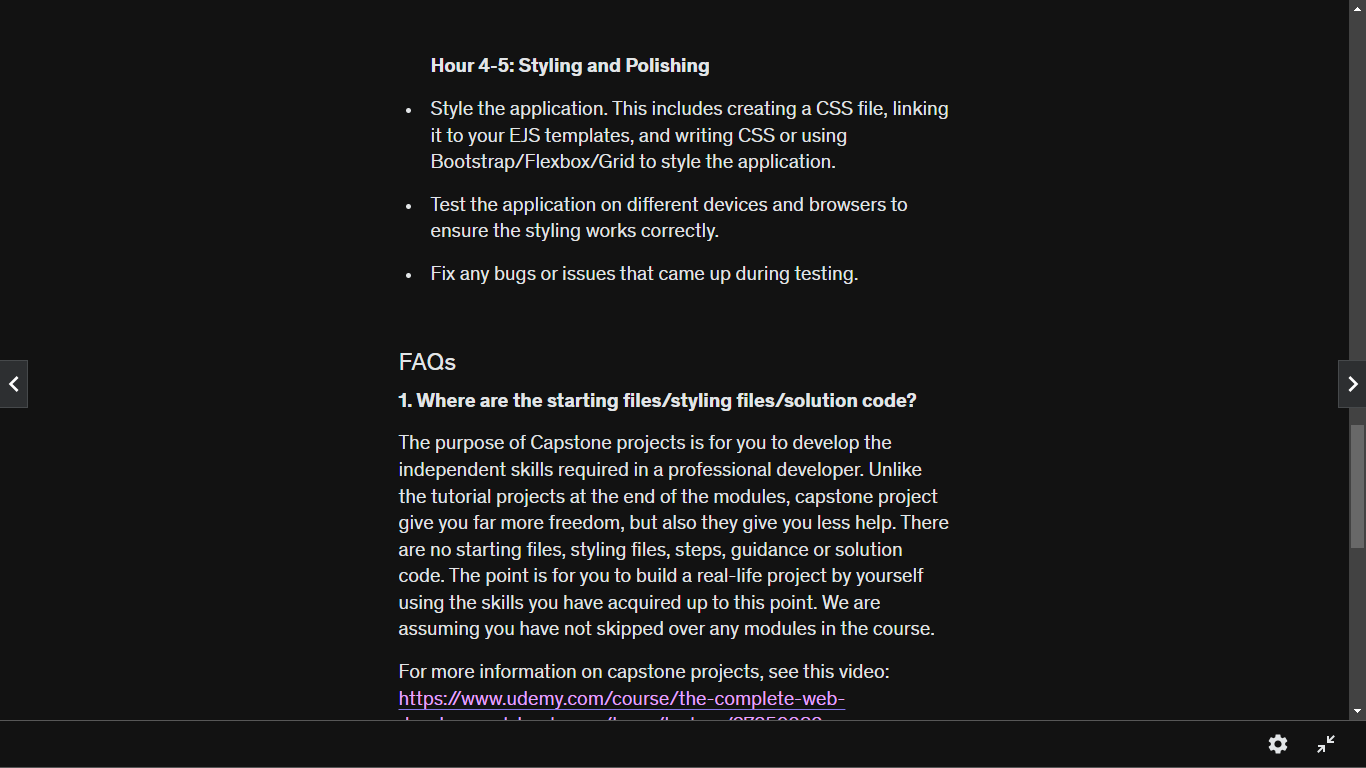 Hour 4-5: Styling and Polishing
• Style the application. This includes creating a CSS file, linking
it to your EJS templates, and writing CSS or using
Bootstrap/Flexbox/Grid to style the application.
• Test the application on different devices and browsers to
ensure the styling works correctly.
• Fix any bugs or issues that came up during testing.
FAQs
1. Where are the starting files/styling files/solution code?
The purpose of Capstone projects is for you to develop the
independent skills required in a professional developer. Unlike
the tutorial projects at the end of the modules, capstone project
give you far more freedom, but also they give you less help. There
are no starting files, styling files, steps, guidance or solution
code. The point is for you to build a real-life project by yourself
using the skills you have acquired up to this point. We are
assuming you have not skipped over any modules in the course.
For more information on capstone projects, see this video:
https://www.udemy.com/course/the-complete-web-